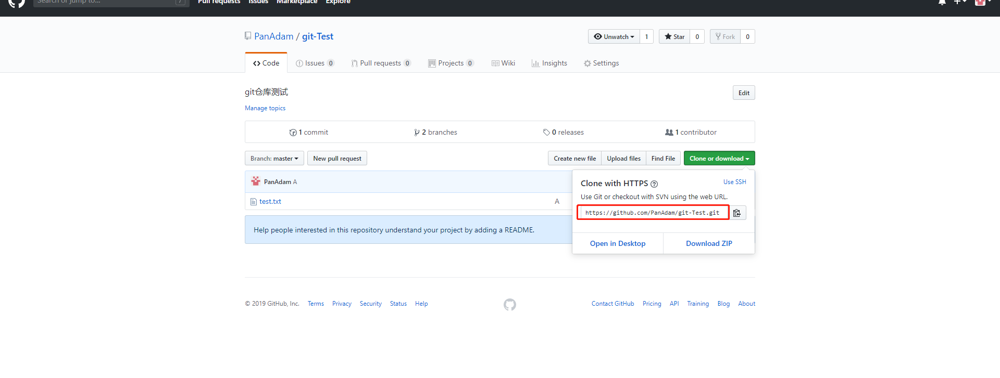 Search or jump to... /
Pull requests Issues Marketplace Explore
PanAdam / git-Test
Unwatch 1 Star 0 Fork 0
Code Issues 0 Pull requests 0 Projects 0 Wiki Insights Settings
git仓库测试
Edit
Manage topics
1 commit 2 branches 0 releases 1 contributor
Branch: master New pull request Create new file Upload files Find File Clone or download
PanAdam A
test.txt A
Help people interested in this repository understand your project by adding a README.
Clone with HTTPS Use SSH
Use Git or checkout with SVN using the web URL.
https://github.com/PanAdam/git-Test.git
Open in Desktop Download ZIP
© 2019 GitHub, Inc. Terms Privacy Security Status Help Contact GitHub Pricing API Training Blog About